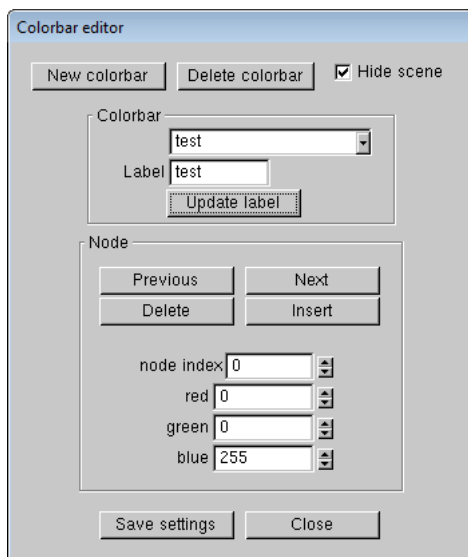 Colorbar editor
New colorbar Delete colorbar Hide scene
Colorbar
test
Label test
Update label
Node
Previous Next
Delete Insert
node index 0
red 0
green 0
blue 255
Save settings Close